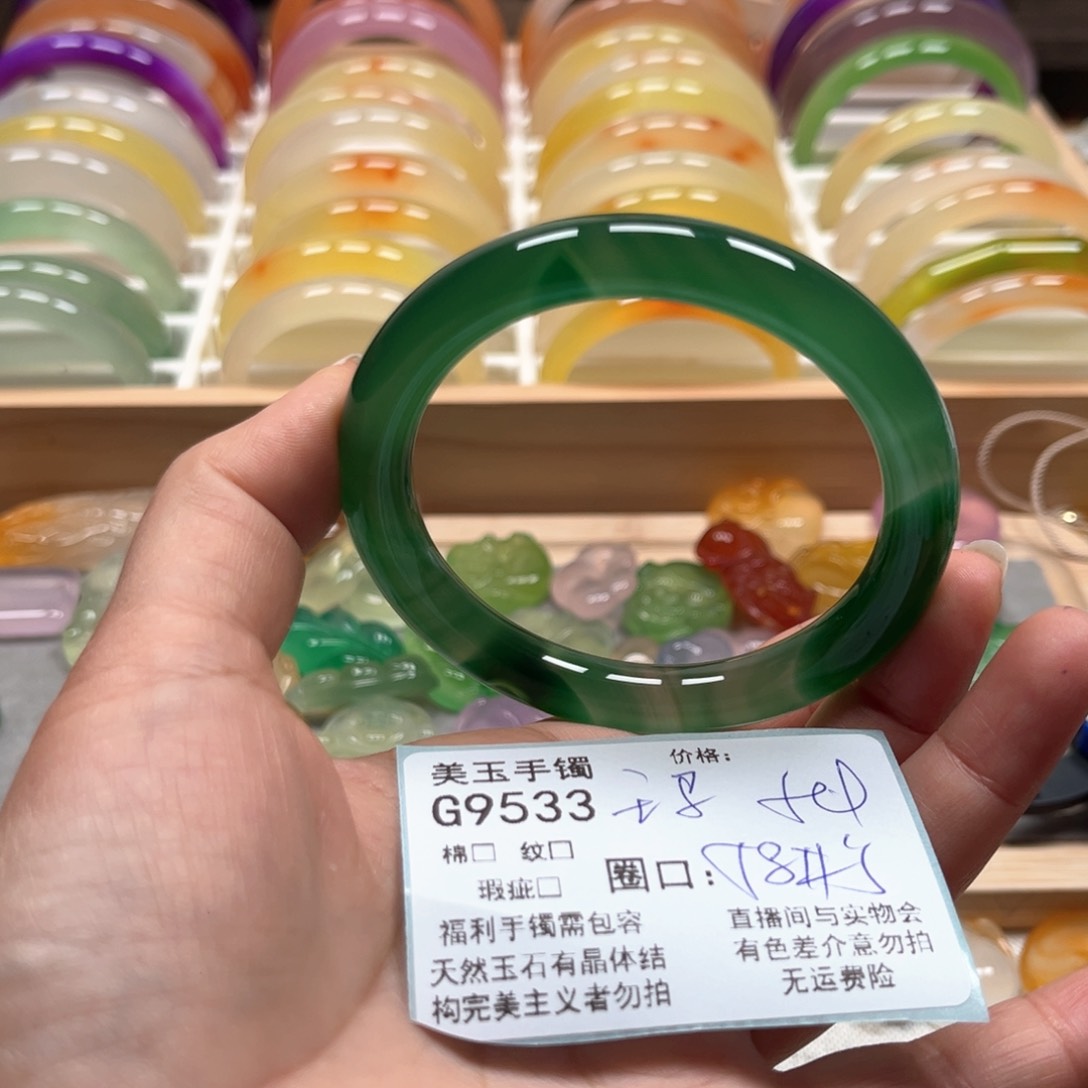 美玉手镯
价格:
G9533
棉□ 纹□
瑕疵□
圈口:
福利手镯需包容
天然玉石有晶体结
构完美主义者勿拍
直播间与实物会
有色差介意勿拍
无运费险